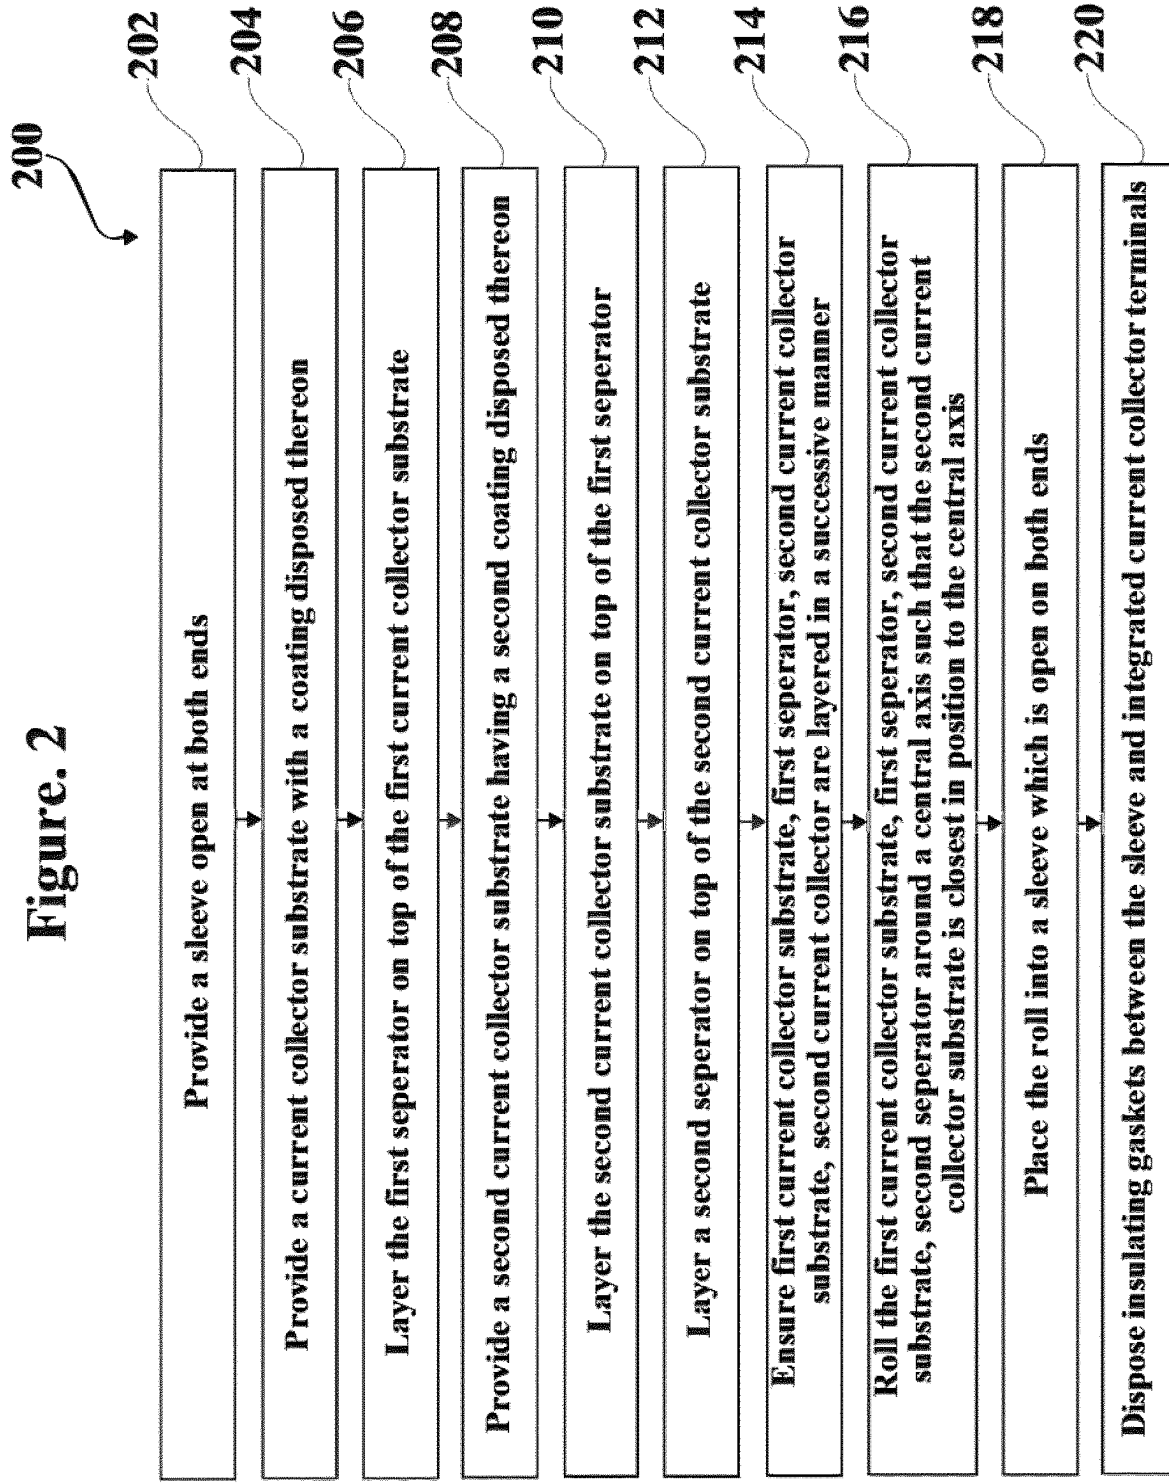 Figure. 2
200
Provide a sleeve open at both ends
202
Provide a current collector substrate with a coating disposed thereon
204
Layer the first seperator on top of the first current collector substrate
206
Provide a second current collector substrate having a second coating disposed thereon
208
Layer the second current collector substrate on top of the first seperator
210
Layer a second seperator on top of the second current collector substrate
212
Ensure first current collector substrate, first seperator, second current collector
substrate, second current collector are layered in a successive manner
214
Roll the first current collector substrate, first seperator, second current collector
substrate, second seperator around a central axis such that the second current
collector substrate is closest in position to the central axis
216
Place the roll into a sleeve which is open on both ends
218
Dispose insulating gaskets between the sleeve and integrated current collector terminals
220